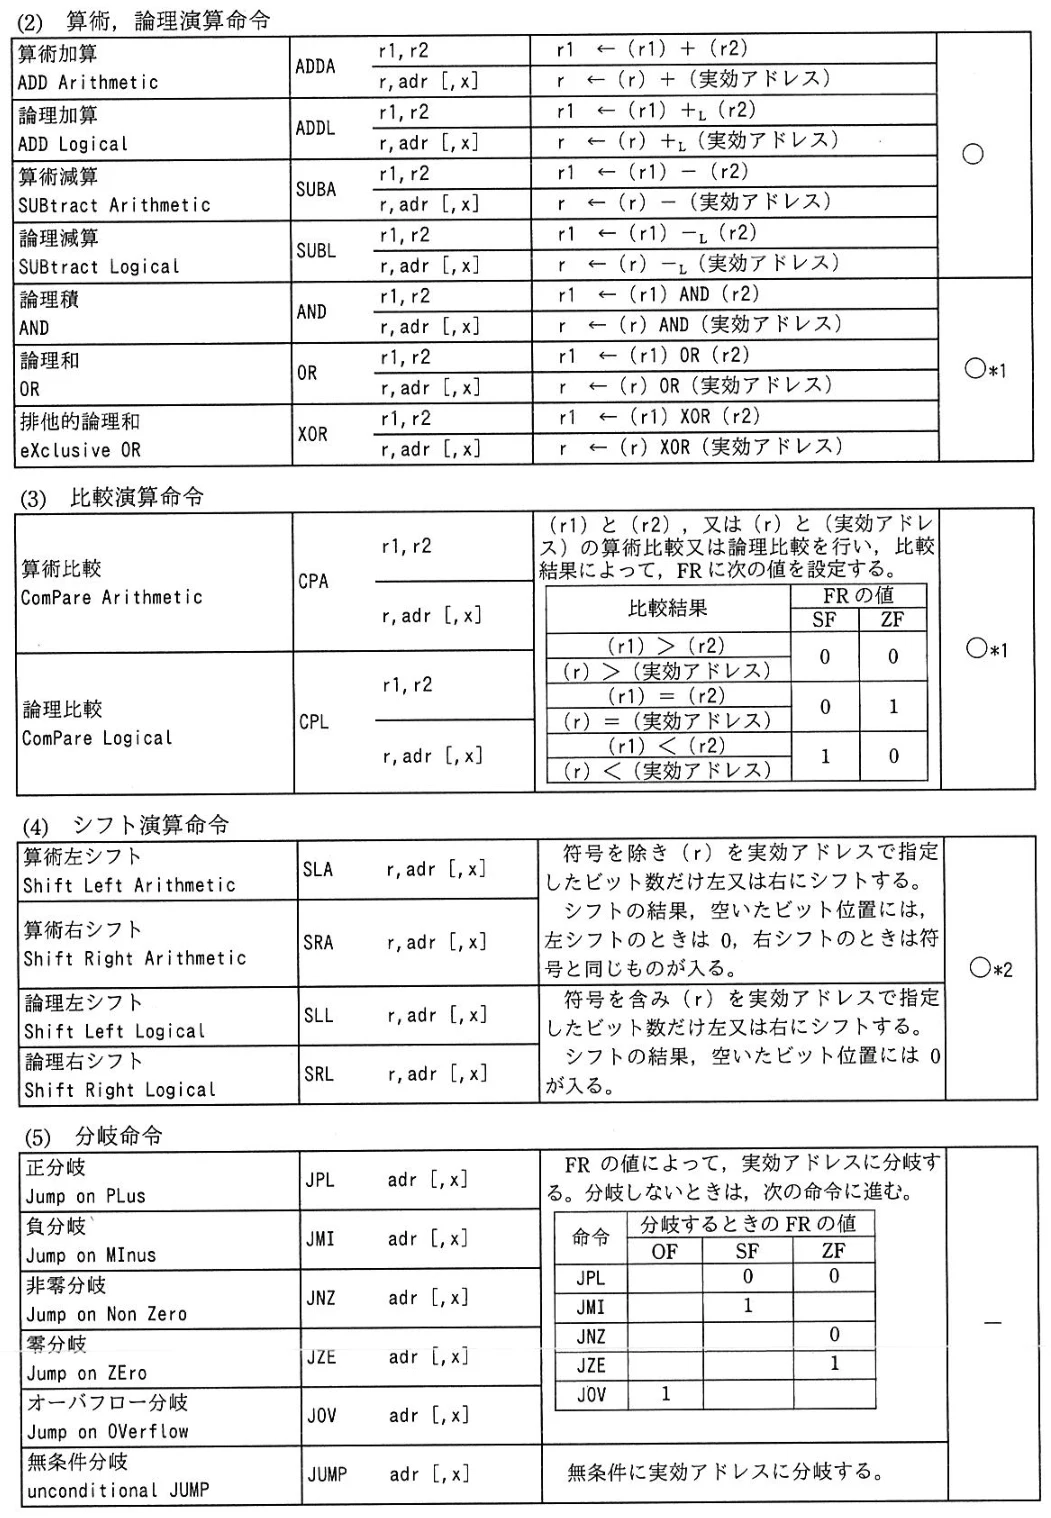 (2) 算術，論理演算命令
算術加算
ADD Arithmetic
ADDA
r1,r2
r1 ← (r1) + (r2)
r,adr [,x]
r ← (r) + (実効アドレス)
論理加算
ADD Logical
ADDL
r1,r2
r1 ← (r1) +L (r2)
r,adr [,x]
r ← (r) +L (実効アドレス)
算術減算
SUBtract Arithmetic
SUBA
r1,r2
r1 ← (r1) － (r2)
r,adr [,x]
r ← (r) － (実効アドレス)
論理減算
SUBtract Logical
SUBL
r1,r2
r1 ← (r1) －L (r2)
r,adr [,x]
r ← (r) －L (実効アドレス)
○
論理積
AND
AND
r1,r2
r1 ← (r1) AND (r2)
r,adr [,x]
r ← (r) AND (実効アドレス)
論理和
OR
OR
r1,r2
r1 ← (r1) OR (r2)
r,adr [,x]
r ← (r) OR (実効アドレス)
排他的論理和
eXclusive OR
XOR
r1,r2
r1 ← (r1) XOR (r2)
r,adr [,x]
r ← (r) XOR (実効アドレス)
○*1
(3) 比較演算命令
算術比較
ComPare Arithmetic
CPA
r1,r2
r,adr [,x]
論理比較
ComPare Logical
CPL
r1,r2
r,adr [,x]
(r1) と (r2) ，又は (r) と (実効アドレ
ス) の算術比較又は論理比較を行い，比較
結果によって，FR に次の値を設定する。
比較結果
FR の値
SF ZF
(r1) ＞ (r2)
(r) ＞ (実効アドレス)
0 0
(r1) ＝ (r2)
(r) ＝ (実効アドレス)
0 1
(r1) ＜ (r2)
(r) ＜ (実効アドレス)
1 0
○*1
(4) シフト演算命令
算術左シフト
Shift Left Arithmetic
SLA r,adr [,x]
算術右シフト
Shift Right Arithmetic
SRA r,adr [,x]
符号を除き (r) を実効アドレスで指定
したビット数だけ左又は右にシフトする。
シフトの結果，空いたビット位置には，
左シフトのときは 0，右シフトのときは符
号と同じものが入る。
論理左シフト
Shift Left Logical
SLL r,adr [,x]
論理右シフト
Shift Right Logical
SRL r,adr [,x]
符号を含み (r) を実効アドレスで指定
したビット数だけ左又は右にシフトする。
シフトの結果，空いたビット位置には 0
が入る。
○*2
(5) 分岐命令
正分岐
Jump on PLus
JPL adr [,x]
負分岐
Jump on MInus
JMI adr [,x]
非零分岐
Jump on Non Zero
JNZ adr [,x]
零分岐
Jump on ZEro
JZE adr [,x]
オーバフロー分岐
Jump on OVerflow
JOV adr [,x]
FR の値によって，実効アドレスに分岐す
る。分岐しないときは，次の命令に進む。
命令
分岐するときの FR の値
OF SF ZF
JPL 0 0
JMI 1
JNZ 0
JZE 1
JOV 1
無条件分岐
unconditional JUMP
JUMP adr [,x]
無条件に実効アドレスに分岐する。
－